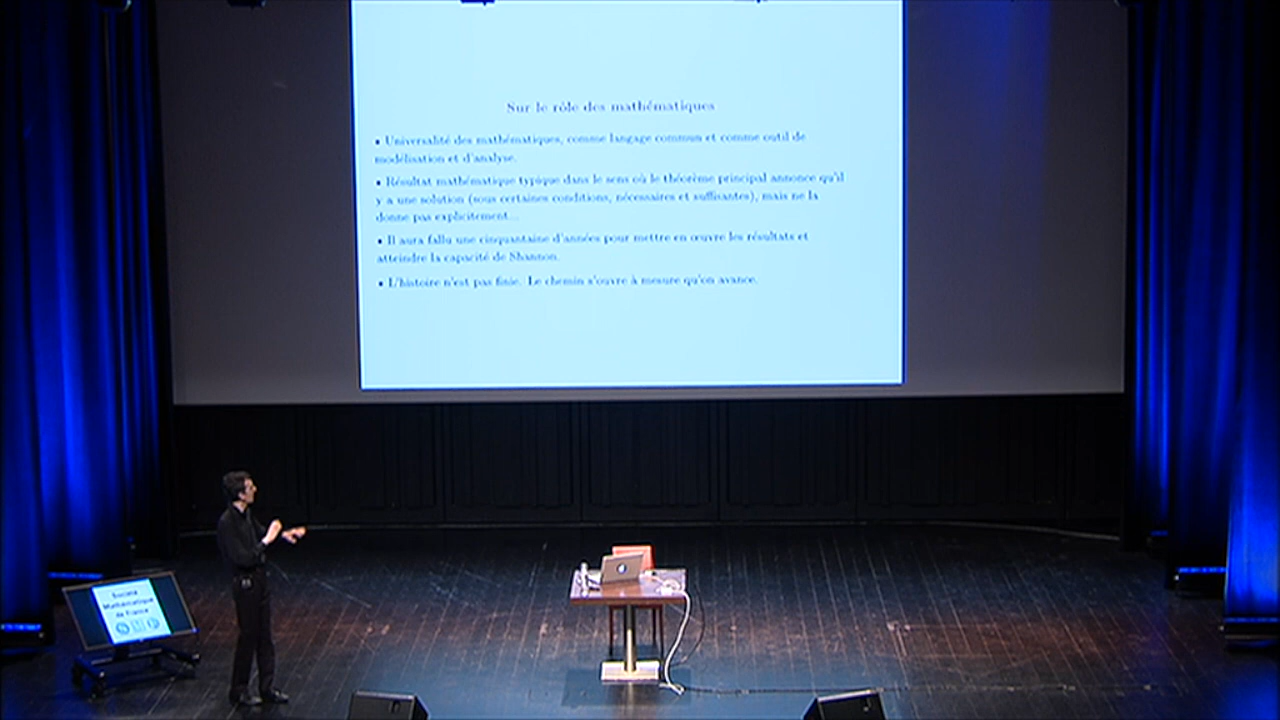 Sur le rôle des mathématiques
• Universalité des mathématiques, comme langage commun et comme outil de
modélisation et d'analyse.
• Résultat mathématique typique dans le sens où le théorème principal annonce qu'il
y a une solution (sous certaines conditions, nécessaires et suffisantes), mais ne la
donne pas explicitement...
• Il aura fallu une cinquantaine d'années pour mettre en œuvre les résultats et
atteindre la capacité de Shannon.
• L'histoire n'est pas finie. Le chemin s'ouvre à mesure qu'on avance.
Société
Mathématique
de France